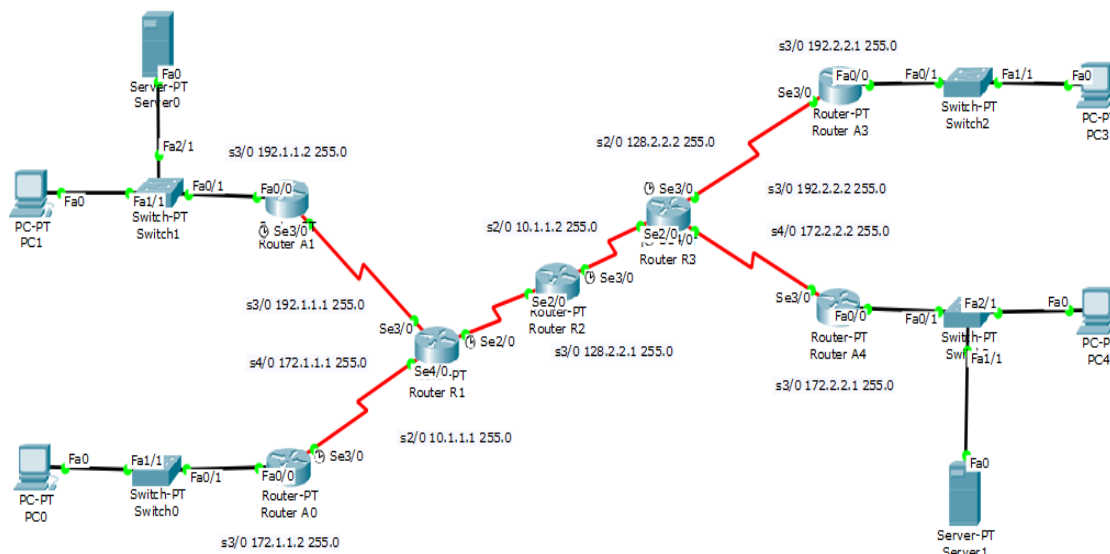 s3/0 192.2.2.1 255.0
Fa0
Server-PT
Server0
Fa0/0
Fa0/1
Fa1/1
Fa0
Se3/0
Router-PT
Router A3
Switch-PT
Switch2
PC3
s2/0 128.2.2.2 255.0
Fa2/1
s3/0 192.1.1.2 255.0
Fa0
Fa1/1
Fa0/1
Fa0/0
Se3/0
s3/0 192.2.2.2 255.0
PC-PT
PC1
Switch-PT
Switch1
Se3/0
Router A1
s2/0 10.1.1.2 255.0
Se2/0
Router R3
s4/0 172.2.2.2 255.0
Se3/0
Se2/0
Router-PT
Router R2
Se3/0
Fa0/0
Fa0/1
Fa2/1
Fa0
s3/0 192.1.1.1 255.0
Se3/0
Se2/0
s3/0 128.2.2.1 255.0
Router-PT
Router A4
Fa1/1
PC4
s4/0 172.1.1.1 255.0
Se4/0
Router R1
s3/0 172.2.2.1 255.0
s2/0 10.1.1.1 255.0
Fa0
Fa1/1
Fa0/1
Fa0/0
Se3/0
Fa0
PC-PT
PC0
Switch-PT
Switch0
Router-PT
Router A0
s3/0 172.1.1.2 255.0
Server-PT
Server1